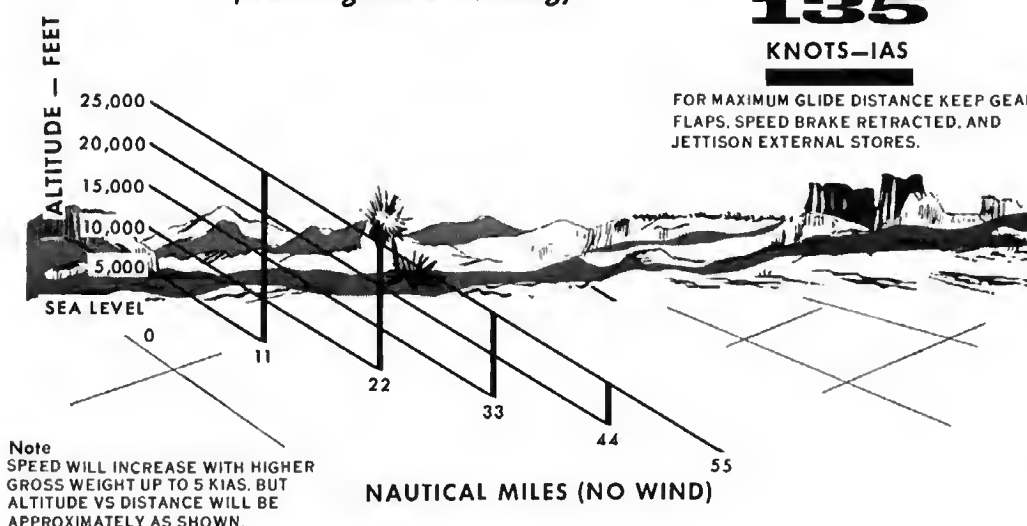 135
KNOTS—IAS
FOR MAXIMUM GLIDE DISTANCE KEEP GEAR
FLAPS, SPEED BRAKE RETRACTED, AND
JETTISON EXTERNAL STORES.
ALTITUDE — FEET
25,000
20,000
15,000
10,000
5,000
SEA LEVEL
0
11
22
33
44
55
NAUTICAL MILES (NO WIND)
Note
SPEED WILL INCREASE WITH HIGHER
GROSS WEIGHT UP TO 5 KIAS, BUT
ALTITUDE VS DISTANCE WILL BE
APPROXIMATELY AS SHOWN.